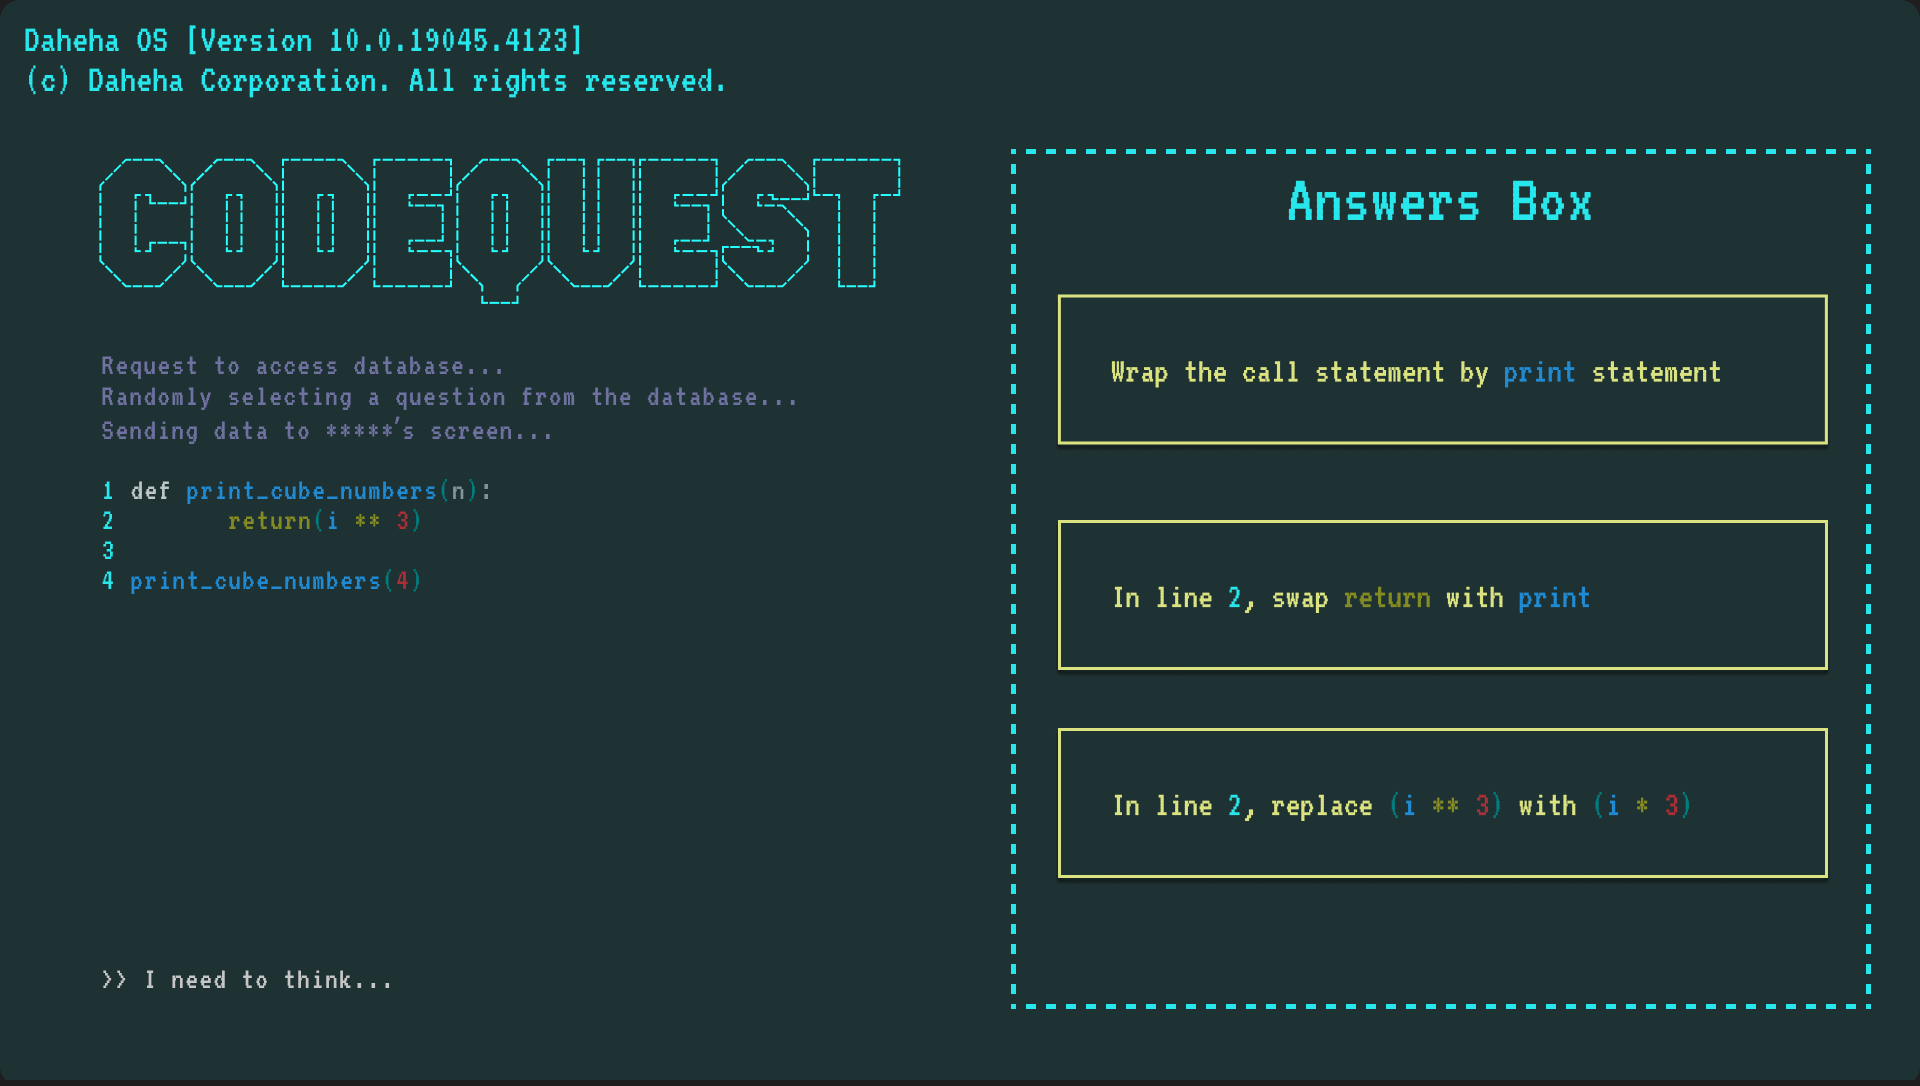 Daheha OS [Version 10.0.19045.4123]
(c) Daheha Corporation. All rights reserved.
CODEQUEST
Request to access database...
Randomly selecting a question from the database...
Sending data to *****'s screen...
1 def print_cube_numbers(n):
2 return(i ** 3)
3
4 print_cube_numbers(4)
>> I need to think...
Answers Box
Wrap the call statement by print statement
In line 2, swap return with print
In line 2, replace (i ** 3) with (i * 3)